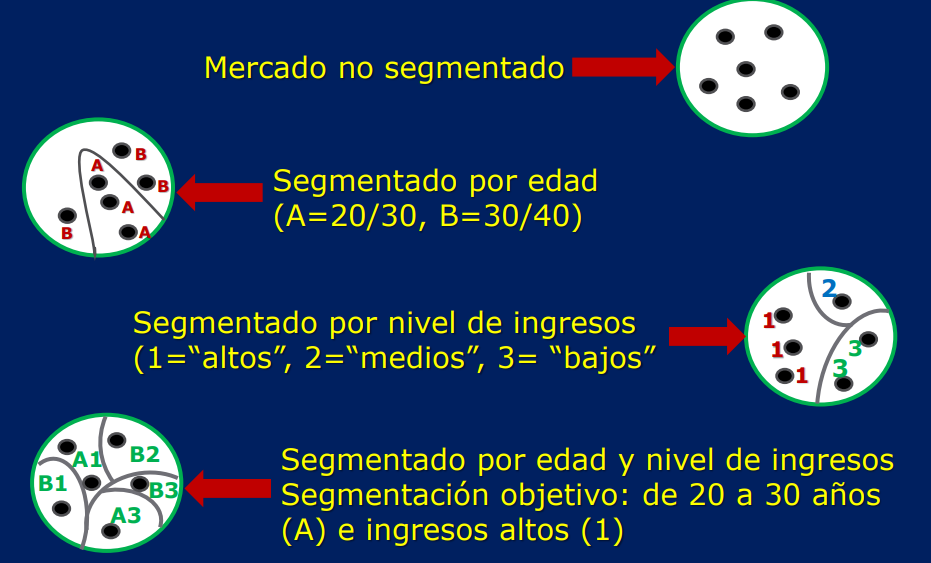 Mercado no segmentado
B
A
B
A
B
A
Segmentado por edad
(A=20/30, B=30/40)
Segmentado por nivel de ingresos
(1=“altos”, 2=“medios”, 3= “bajos”
2
1
1
3
1
3
A1
B2
B1
B3
A3
Segmentado por edad y nivel de ingresos
Segmentación objetivo: de 20 a 30 años
(A) e ingresos altos (1)